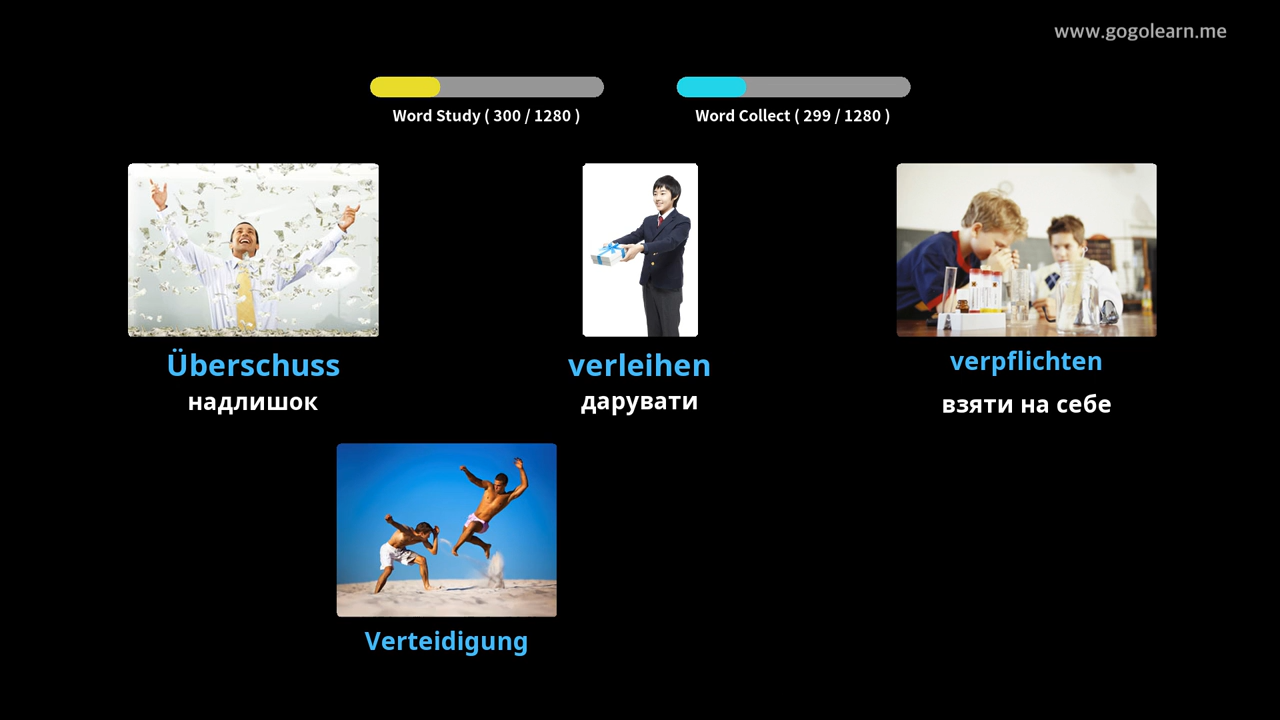 www.gogolearn.me
Word Study ( 300 / 1280 )
Word Collect ( 299 / 1280 )
Überschuss
надлишок
verleihen
дарувати
verpflichten
взяти на себе
Verteidigung